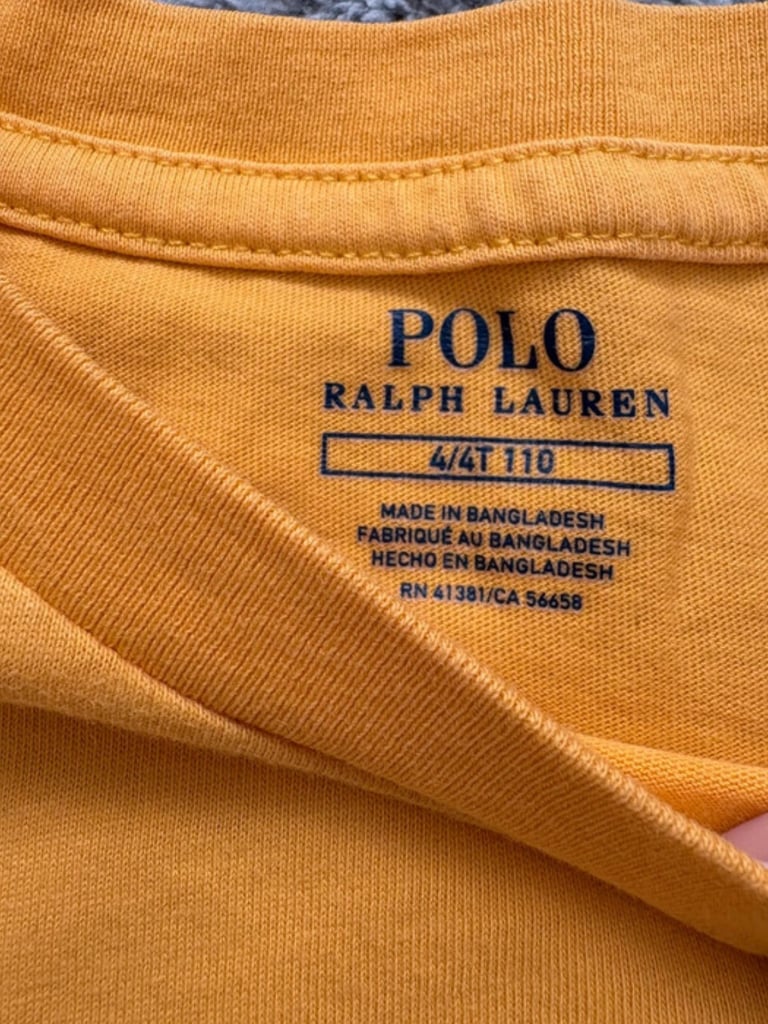 POLO
RALPH LAUREN
4/4T 110
MADE IN BANGLADESH
FABRIQUÉ AU BANGLADESH
HECHO EN BANGLADESH
RN 41381/CA 56658